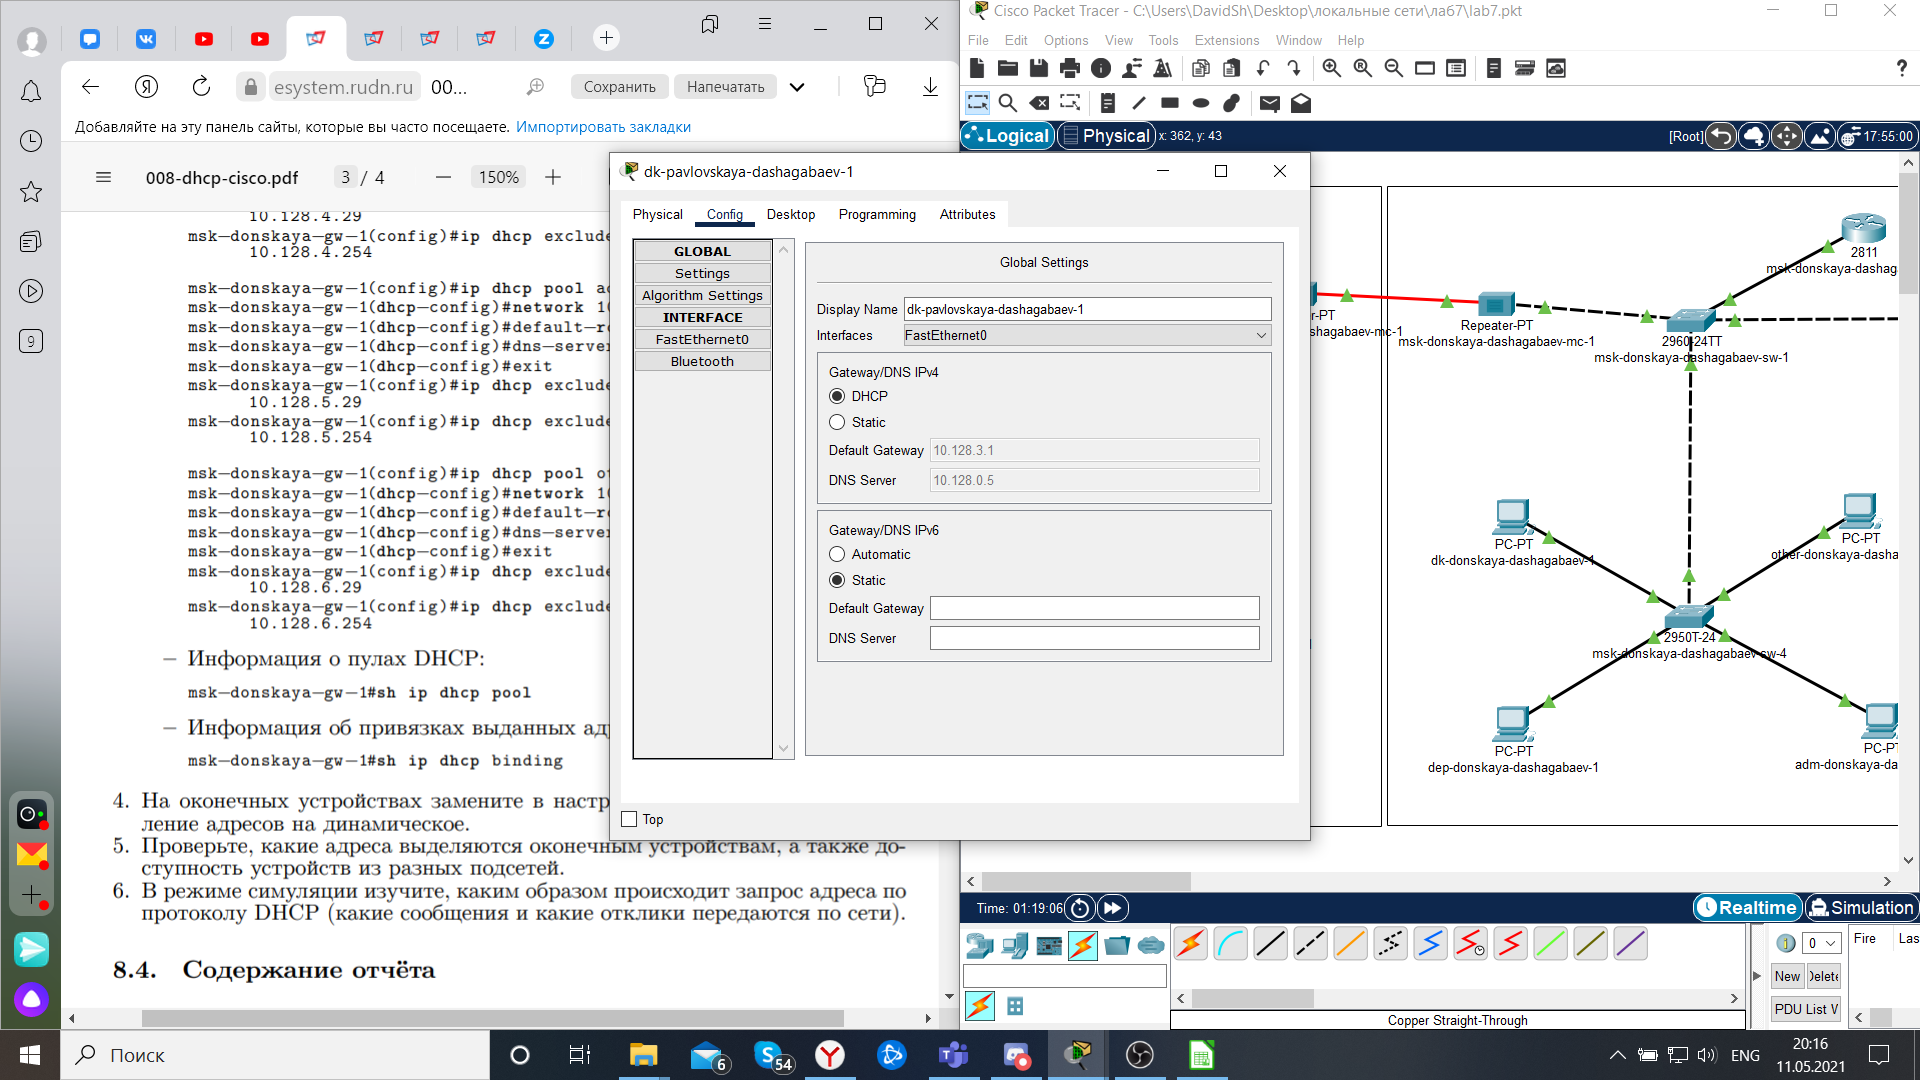 esystem.rudn.ru
00...
Сохранить
Напечатать
Добавляйте на эту панель сайты, которые вы часто посещаете. Импортировать закладки
008-dhcp-cisco.pdf
3 / 4
150%
10.128.4.29
msk—donskaya—gw—1(config)#ip dhcp exclude
10.128.4.254
msk—donskaya—gw—1(config)#ip dhcp pool
msk—donskaya—gw—1(dhcp—config)#network
msk—donskaya—gw—1(dhcp—config)#default—
msk—donskaya—gw—1(dhcp—config)#dns—server
msk—donskaya—gw—1(dhcp—config)#exit
msk—donskaya—gw—1(config)#ip dhcp exclude
10.128.5.29
msk—donskaya—gw—1(config)#ip dhcp exclude
10.128.5.254
msk—donskaya—gw—1(config)#ip dhcp pool
msk—donskaya—gw—1(dhcp—config)#network
msk—donskaya—gw—1(dhcp—config)#default—
msk—donskaya—gw—1(dhcp—config)#dns—server
msk—donskaya—gw—1(dhcp—config)#exit
msk—donskaya—gw—1(config)#ip dhcp exclude
10.128.6.29
msk—donskaya—gw—1(config)#ip dhcp exclude
10.128.6.254
– Информация о пулах DHCP:
msk—donskaya—gw—1#sh ip dhcp pool
– Информация об привязках выданных
msk—donskaya—gw—1#sh ip dhcp binding
4. На оконечных устройствах замените в
ление адресов на динамическое.
5. Проверьте, какие адреса выделяются оконечным устройствам, а также до-
ступность устройств из разных подсетей.
6. В режиме симуляции изучите, каким образом происходит запрос адреса по
протоколу DHCP (какие сообщения и какие отклики передаются по сети).
8.4. Содержание отчёта
9
Cisco Packet Tracer - C:\Users\DavidSh\Desktop\локальные сети\ла67\lab7.pkt
File Edit Options View Tools Extensions Window Help
Logical
Physical
x: 362, y: 43
[Root]
17:55:00
dk-pavlovskaya-dashagabaev-1
Physical Config Desktop Programming Attributes
GLOBAL
Settings
Algorithm Settings
INTERFACE
FastEthernet0
Bluetooth
Global Settings
Display Name dk-pavlovskaya-dashagabaev-1
Interfaces FastEthernet0
Gateway/DNS IPv4
DHCP
Static
Default Gateway 10.128.3.1
DNS Server 10.128.0.5
Gateway/DNS IPv6
Automatic
Static
Default Gateway
DNS Server
Top
2811
msk-donskaya-dashag
r-PT
shagabaev-mc-1
Repeater-PT
msk-donskaya-dashagabaev-mc-1
2960-24TT
msk-donskaya-dashagabaev-sw-1
PC-PT
dk-donskaya-dashagabaev-1
PC-PT
other-donskaya-dasha
2950T-24
msk-donskaya-dashagabaev-sw-4
PC-PT
dep-donskaya-dashagabaev-1
PC-PT
adm-donskaya-da
Time: 01:19:06
Realtime
Simulation
Copper Straight-Through
0
New
Delete
PDU List W
Fire
Las
Поиск
6
54
ENG
20:16
11.05.2021